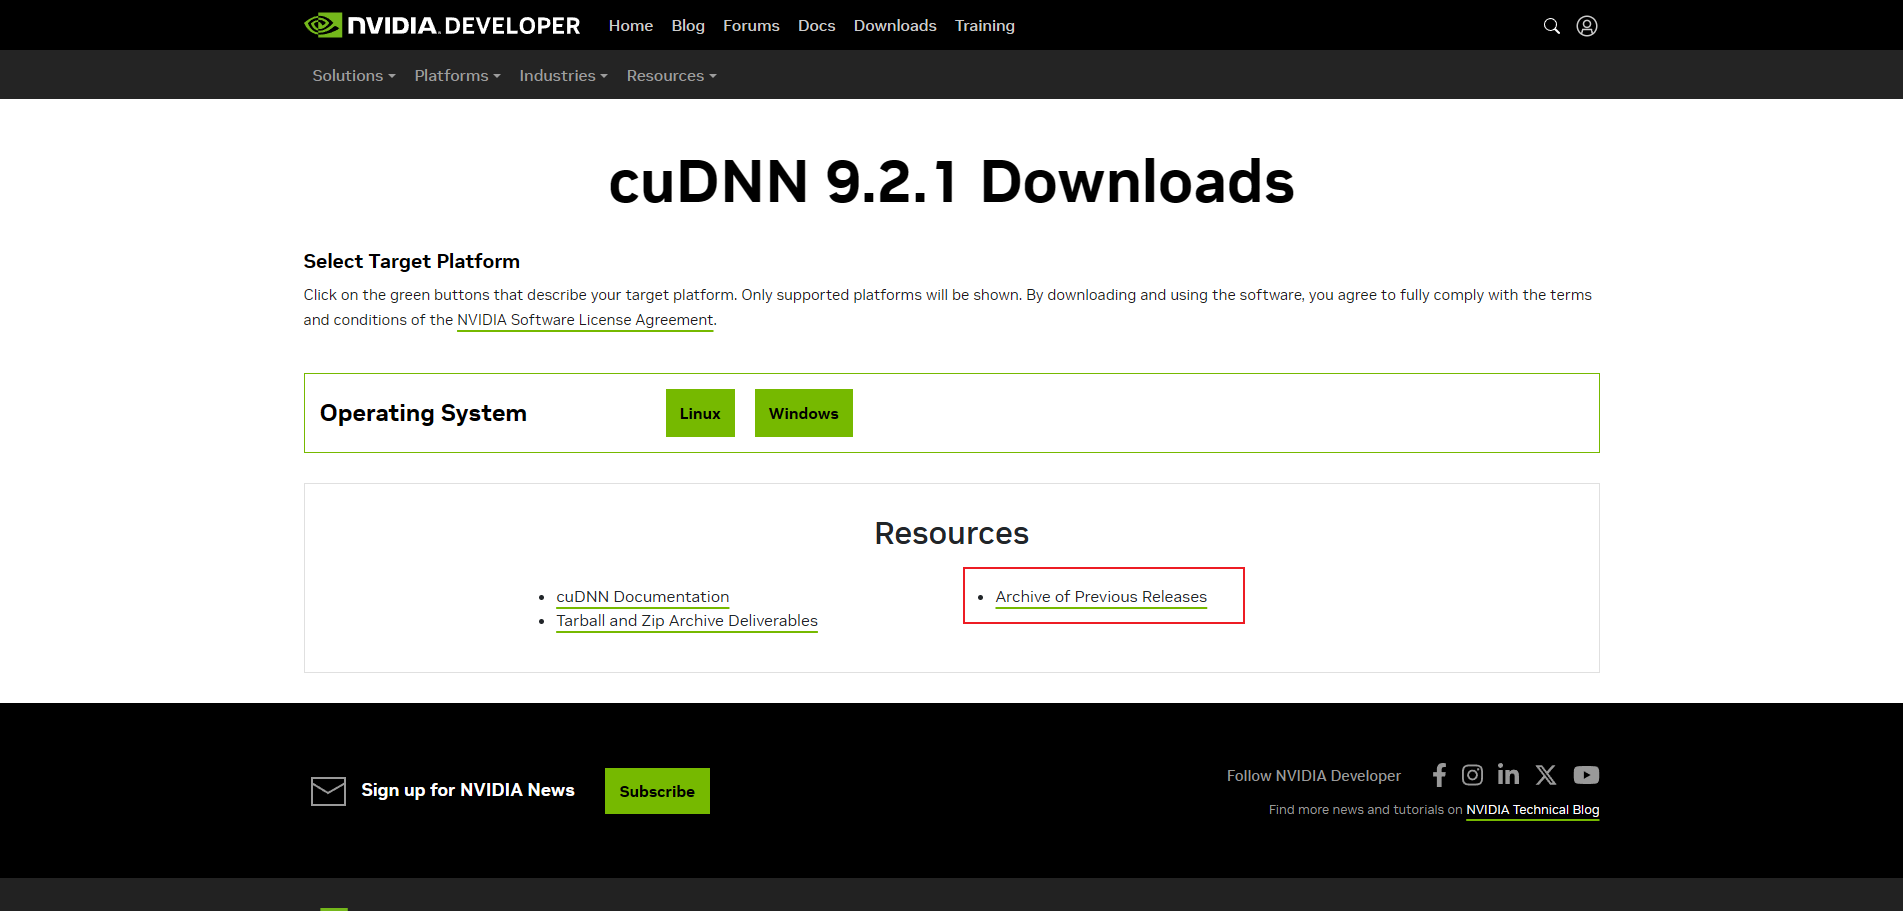 NVIDIA. DEVELOPER Home Blog Forums Docs Downloads Training
Solutions Platforms Industries Resources
cuDNN 9.2.1 Downloads
Select Target Platform
Click on the green buttons that describe your target platform. Only supported platforms will be shown. By downloading and using the software, you agree to fully comply with the terms
and conditions of the NVIDIA Software License Agreement.
Operating System Linux Windows
Resources
cuDNN Documentation
Tarball and Zip Archive Deliverables
Archive of Previous Releases
Sign up for NVIDIA News Subscribe
Follow NVIDIA Developer
Find more news and tutorials on NVIDIA Technical Blog